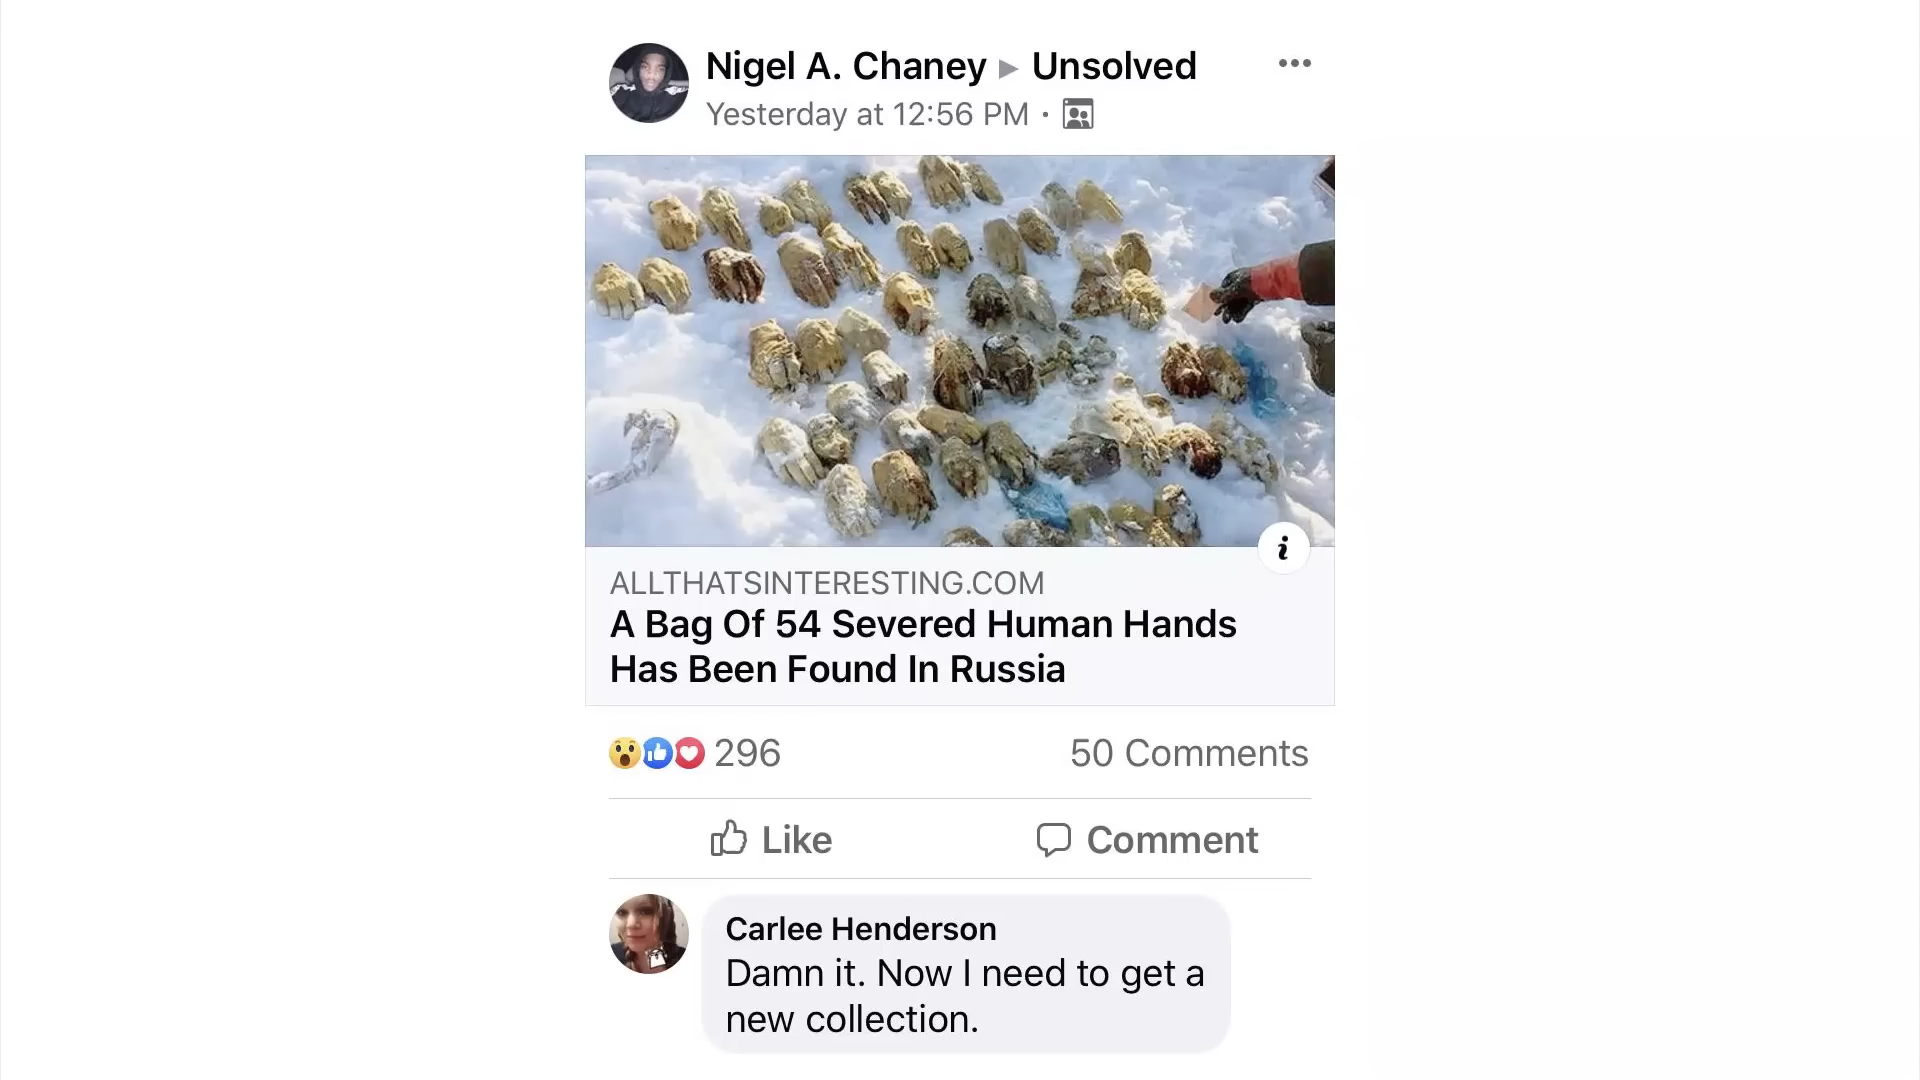 Nigel A. Chaney ▸ Unsolved
Yesterday at 12:56 PM ·
ALLTHATSINTERESTING.COM
A Bag Of 54 Severed Human Hands
Has Been Found In Russia
296
50 Comments
Like
Comment
Carlee Henderson
Damn it. Now I need to get a
new collection.